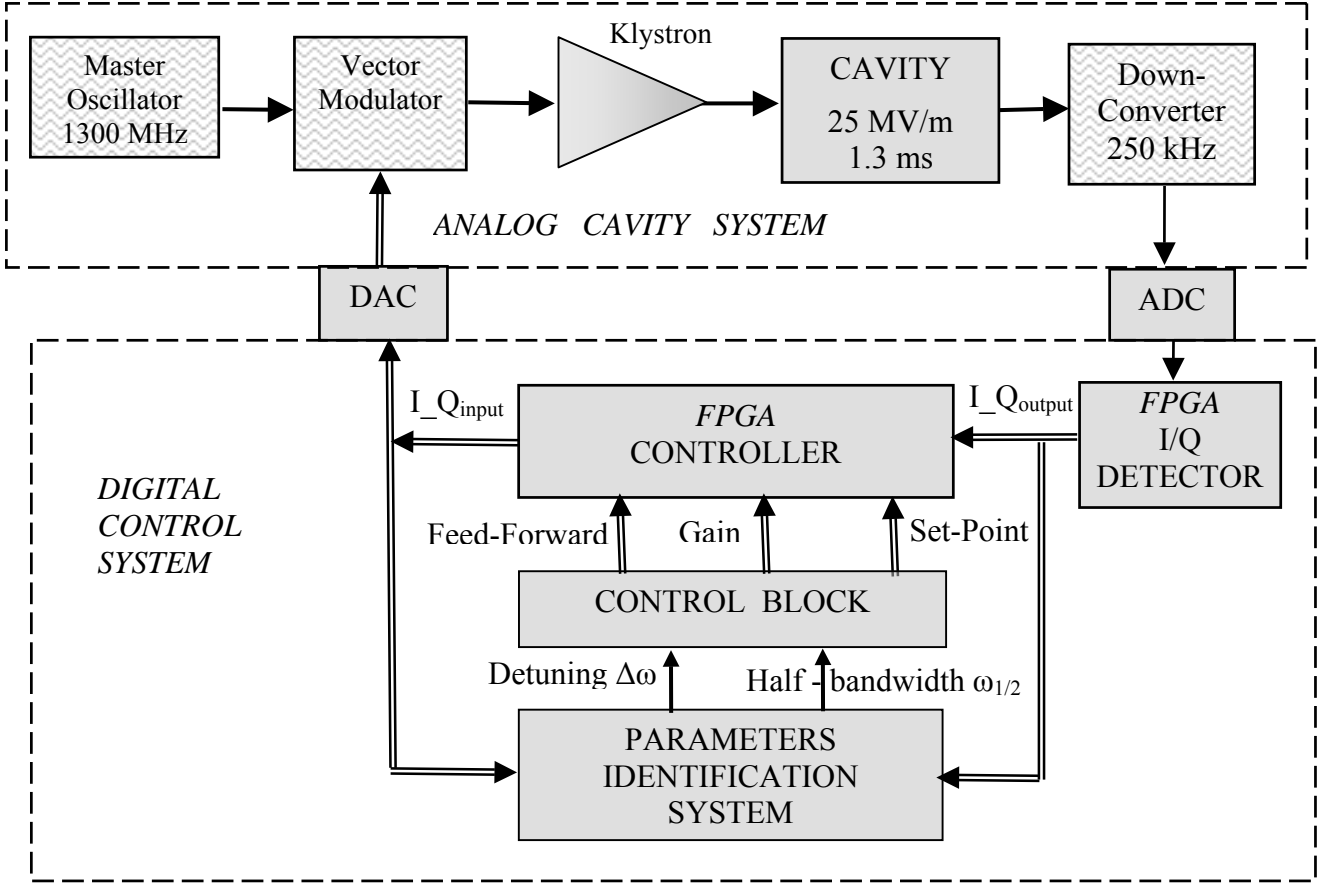 Klystron
Master
Oscillator
1300 MHz
Vector
Modulator
CAVITY
25 MV/m
1.3 ms
Down-
Converter
250 kHz
ANALOG CAVITY SYSTEM
DAC
ADC
I_Qinput
FPGA
CONTROLLER
I_Qoutput
FPGA
I/Q
DETECTOR
DIGITAL
CONTROL
SYSTEM
Feed-Forward
Gain
Set-Point
CONTROL BLOCK
Detuning Δω
Half - bandwidth ω1/2
PARAMETERS
IDENTIFICATION
SYSTEM